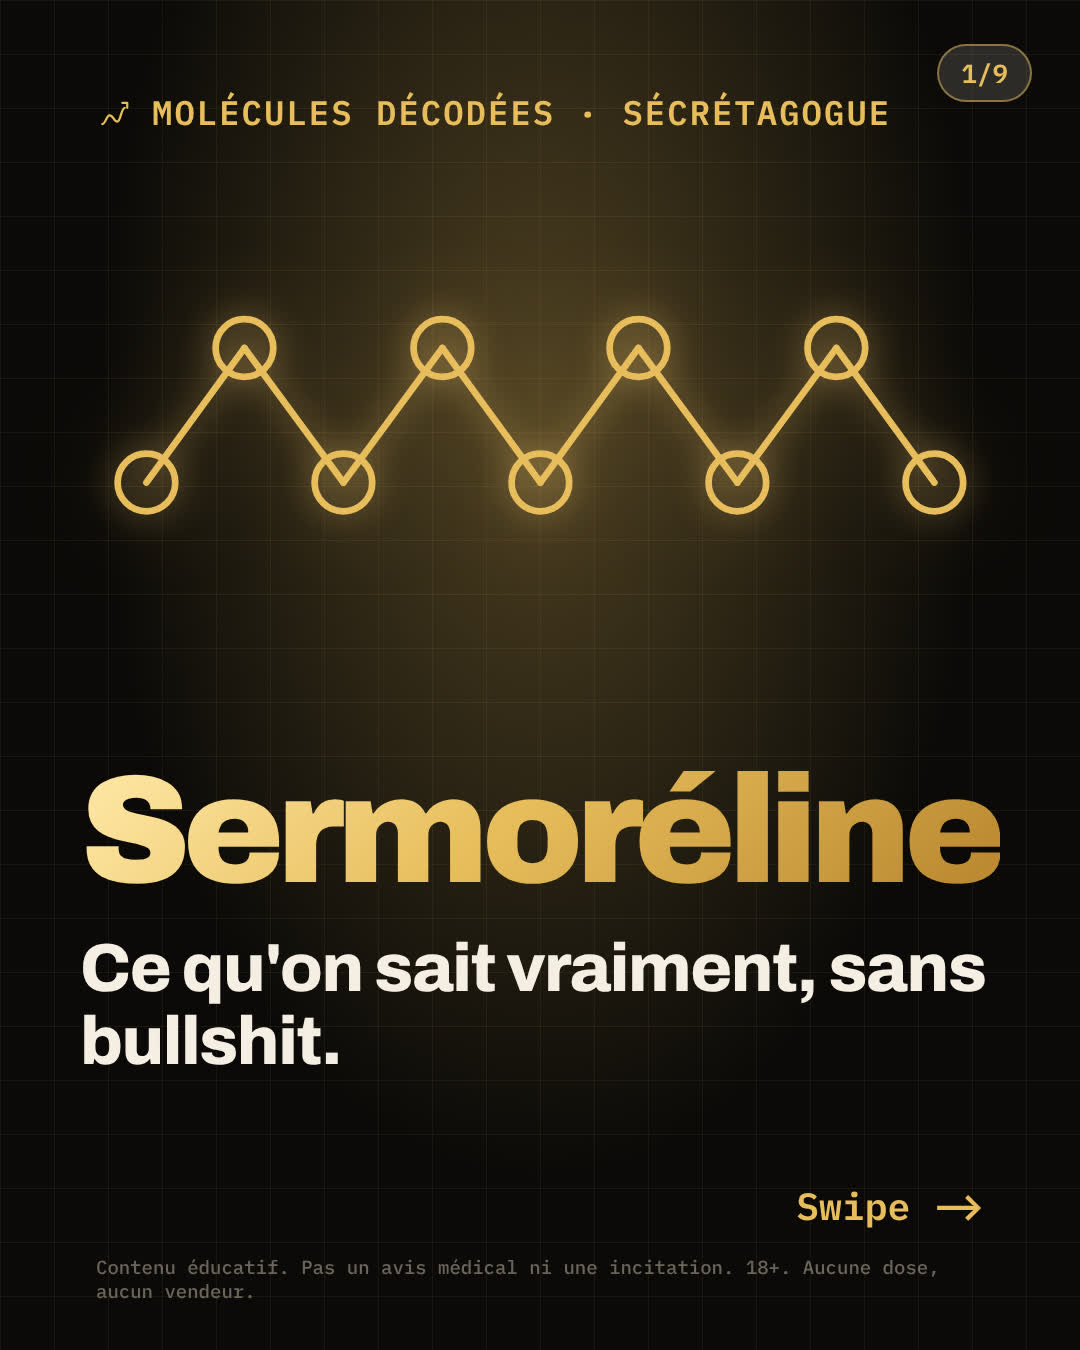 1/9
MOLÉCULES DÉCODÉES · SÉCRÉTAGOGUE
Sermoréline
Ce qu'on sait vraiment, sans
bullshit.
Swipe →
Contenu éducatif. Pas un avis médical ni une incitation. 18+. Aucune dose,
aucun vendeur.